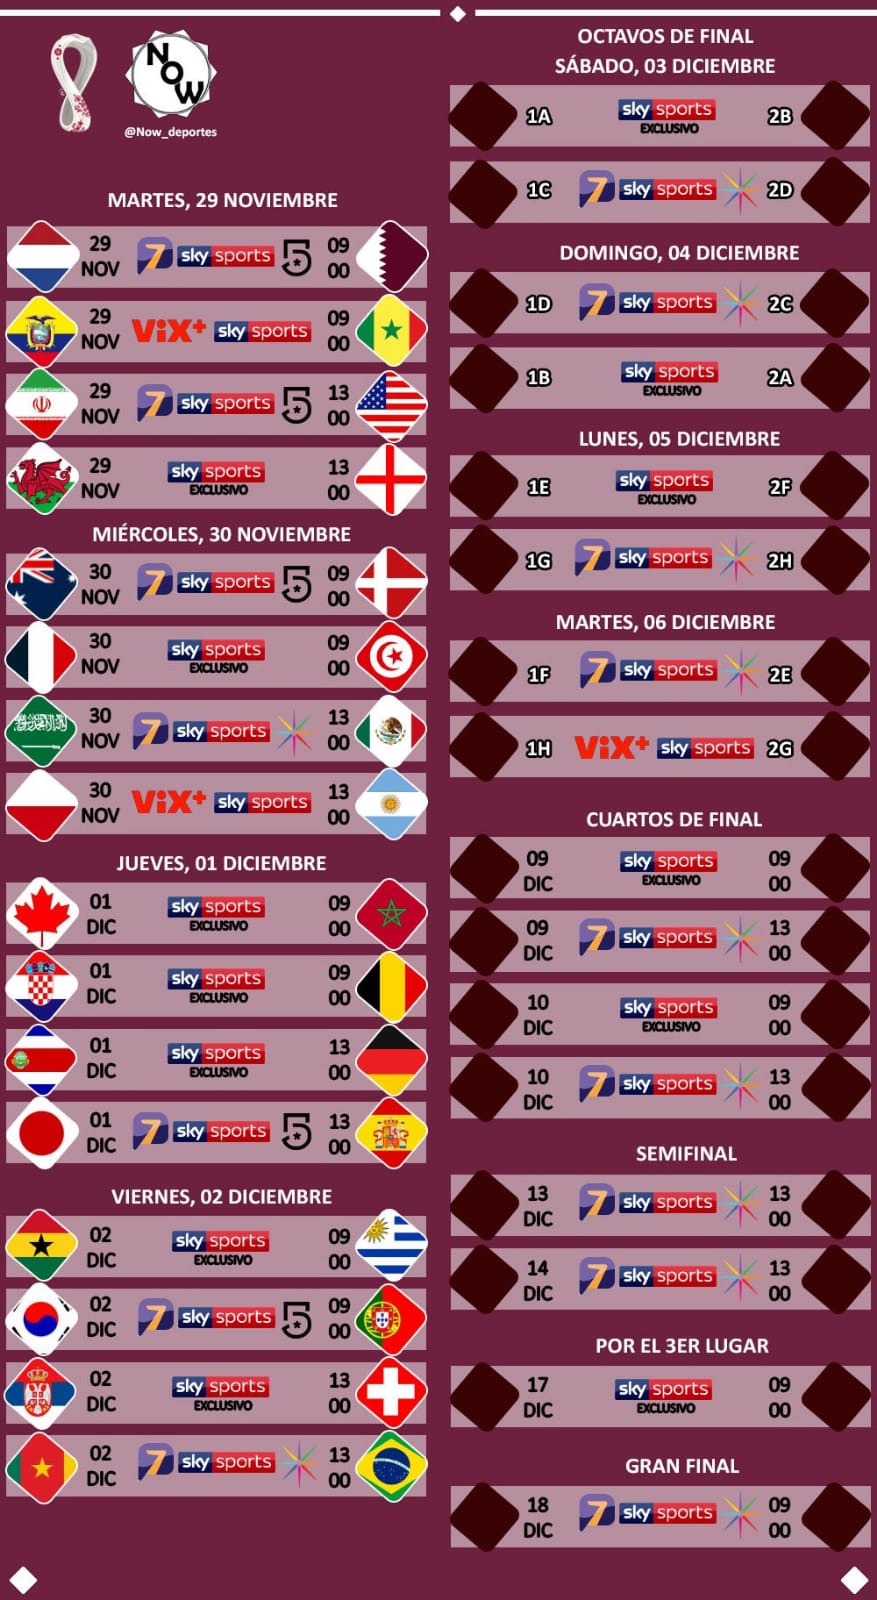 NOW
@Now_deportes
MARTES, 29 NOVIEMBRE
29 NOV 7 sky sports 5 09 00
29 NOV ViX+ sky sports 09 00
29 NOV 7 sky sports 5 13 00
29 NOV sky sports EXCLUSIVO 13 00
MIÉRCOLES, 30 NOVIEMBRE
30 NOV 7 sky sports 5 09 00
30 NOV sky sports EXCLUSIVO 09 00
30 NOV 7 sky sports 13 00
30 NOV ViX+ sky sports 13 00
JUEVES, 01 DICIEMBRE
01 DIC sky sports EXCLUSIVO 09 00
01 DIC sky sports EXCLUSIVO 09 00
01 DIC sky sports EXCLUSIVO 13 00
01 DIC 7 sky sports 5 13 00
VIERNES, 02 DICIEMBRE
02 DIC sky sports EXCLUSIVO 09 00
02 DIC 7 sky sports 5 09 00
02 DIC sky sports EXCLUSIVO 13 00
02 DIC 7 sky sports 13 00
OCTAVOS DE FINAL
SÁBADO, 03 DICIEMBRE
1A sky sports EXCLUSIVO 2B
1C 7 sky sports 2D
DOMINGO, 04 DICIEMBRE
1D 7 sky sports 2C
1B sky sports EXCLUSIVO 2A
LUNES, 05 DICIEMBRE
1E sky sports EXCLUSIVO 2F
1G 7 sky sports 2H
MARTES, 06 DICIEMBRE
1F 7 sky sports 2E
1H ViX+ sky sports 2G
CUARTOS DE FINAL
09 DIC sky sports EXCLUSIVO 09 00
09 DIC 7 sky sports 13 00
10 DIC sky sports EXCLUSIVO 09 00
10 DIC 7 sky sports 13 00
SEMIFINAL
13 DIC 7 sky sports 13 00
14 DIC 7 sky sports 13 00
POR EL 3ER LUGAR
17 DIC sky sports EXCLUSIVO 09 00
GRAN FINAL
18 DIC 7 sky sports 09 00